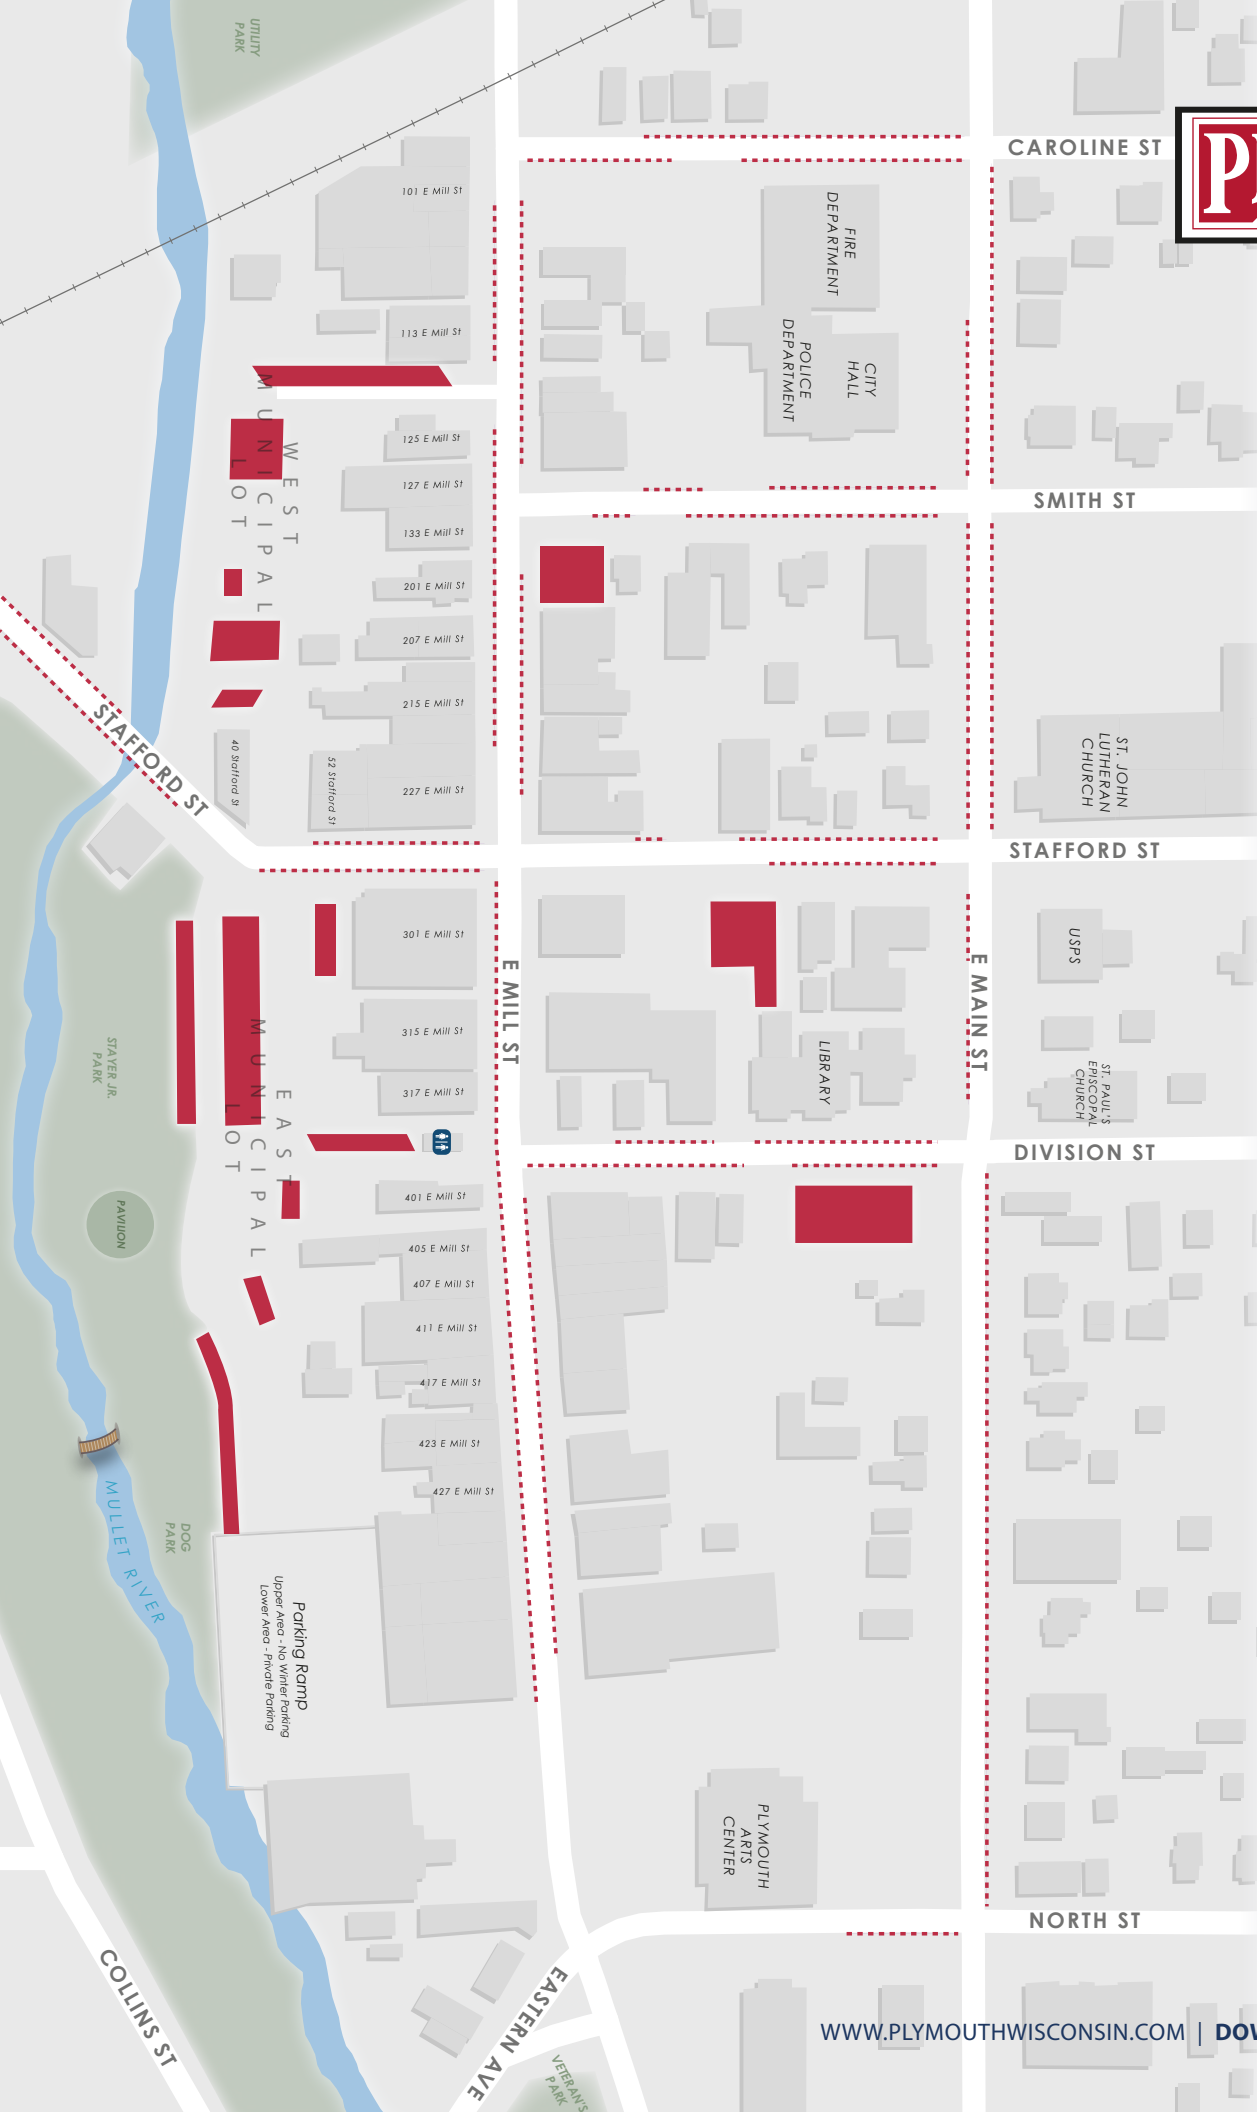 UTILITY
PARK
CAROLINE ST
101 E Mill St
FIRE
DEPARTMENT
113 E Mill St
POLICE
DEPARTMENT
CITY
HALL
WEST
MUNICIPAL
LOT
125 E Mill St
127 E Mill St
133 E Mill St
SMITH ST
201 E Mill St
207 E Mill St
215 E Mill St
STAFFORD ST
40 Stafford St
52 Stafford St
227 E Mill St
ST. JOHN
LUTHERAN
CHURCH
STAFFORD ST
301 E Mill St
E MILL ST
E MAIN ST
USPS
315 E Mill St
STAYER JR.
PARK
LIBRARY
ST. PAUL'S
EPISCOPAL
CHURCH
317 E Mill St
EAST
MUNICIPAL
LOT
DIVISION ST
401 E Mill St
PAVILION
405 E Mill St
407 E Mill St
411 E Mill St
417 E Mill St
423 E Mill St
427 E Mill St
MULLET RIVER
DOG
PARK
Parking Ramp
Upper Area - No Winter Parking
Lower Area - Private Parking
PLYMOUTH
ARTS
CENTER
NORTH ST
COLLINS ST
EASTERN AVE
WWW.PLYMOUTHWISCONSIN.COM |
VETERAN'S
PARK